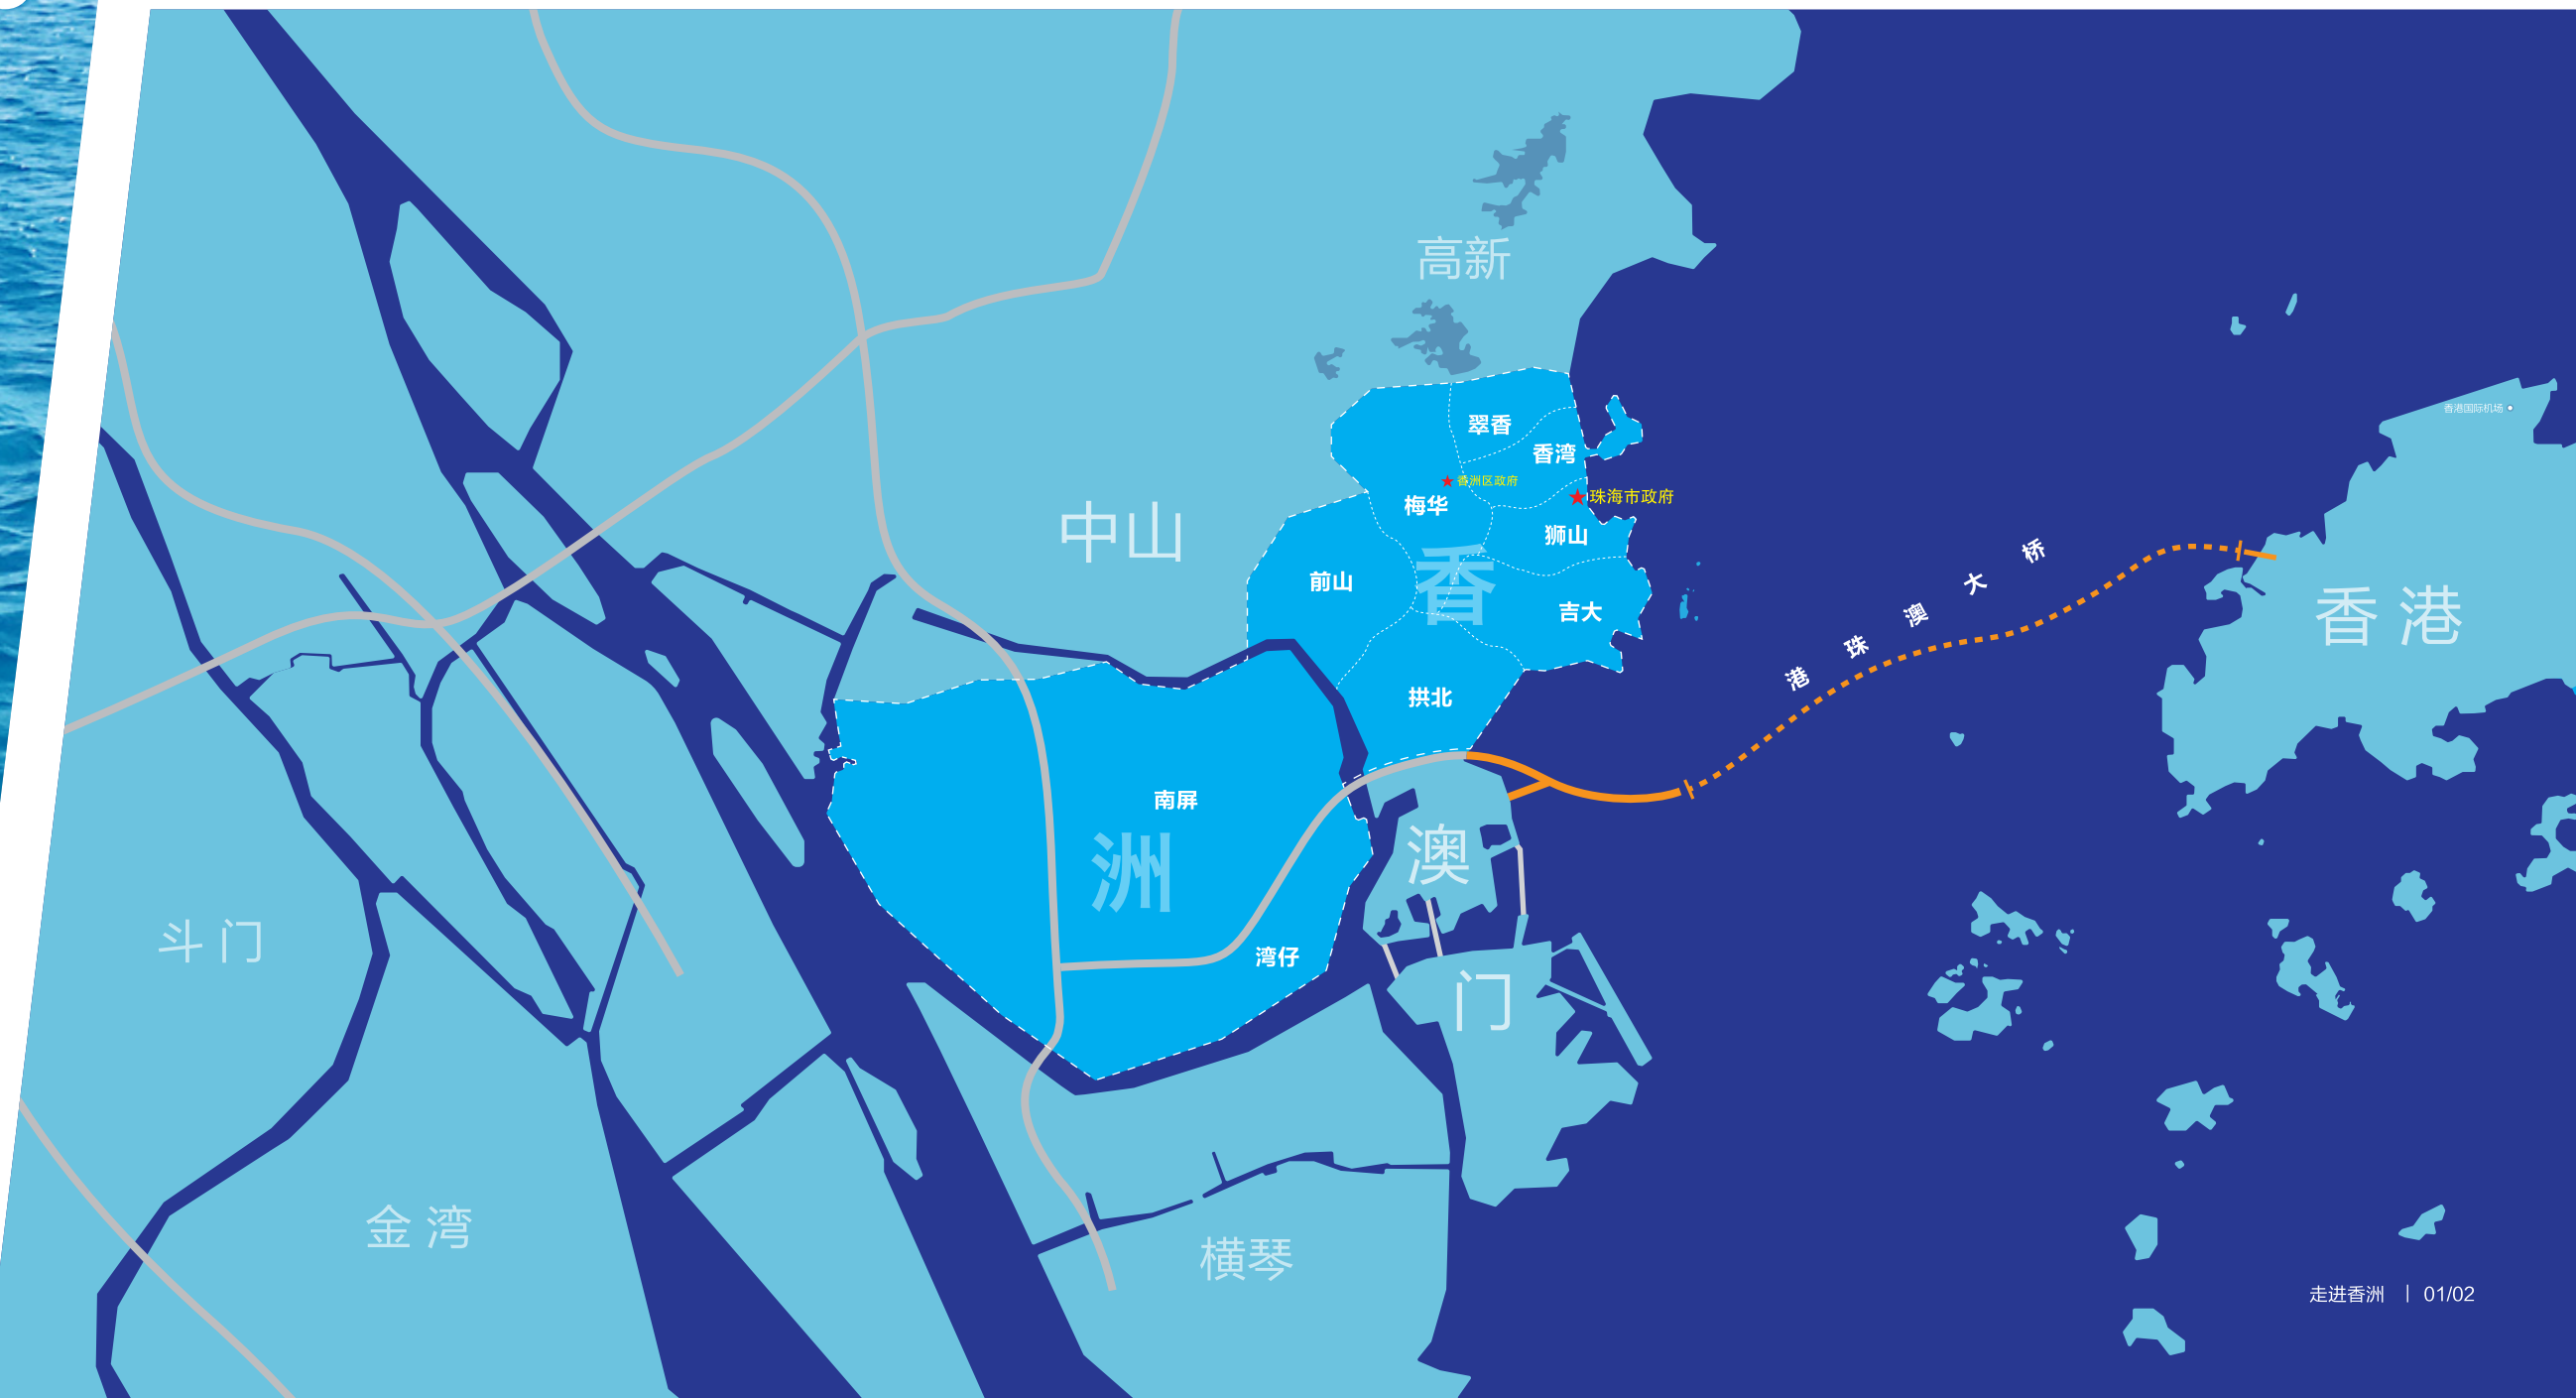 高新
香港国际机场
翠香
香湾
香洲区政府
珠海市政府
梅华
中山
狮山
港珠澳大桥
前山
香
吉大
香港
拱北
南屏
洲
澳
门
斗门
湾仔
金湾
横琴
走进香洲 | 01/02